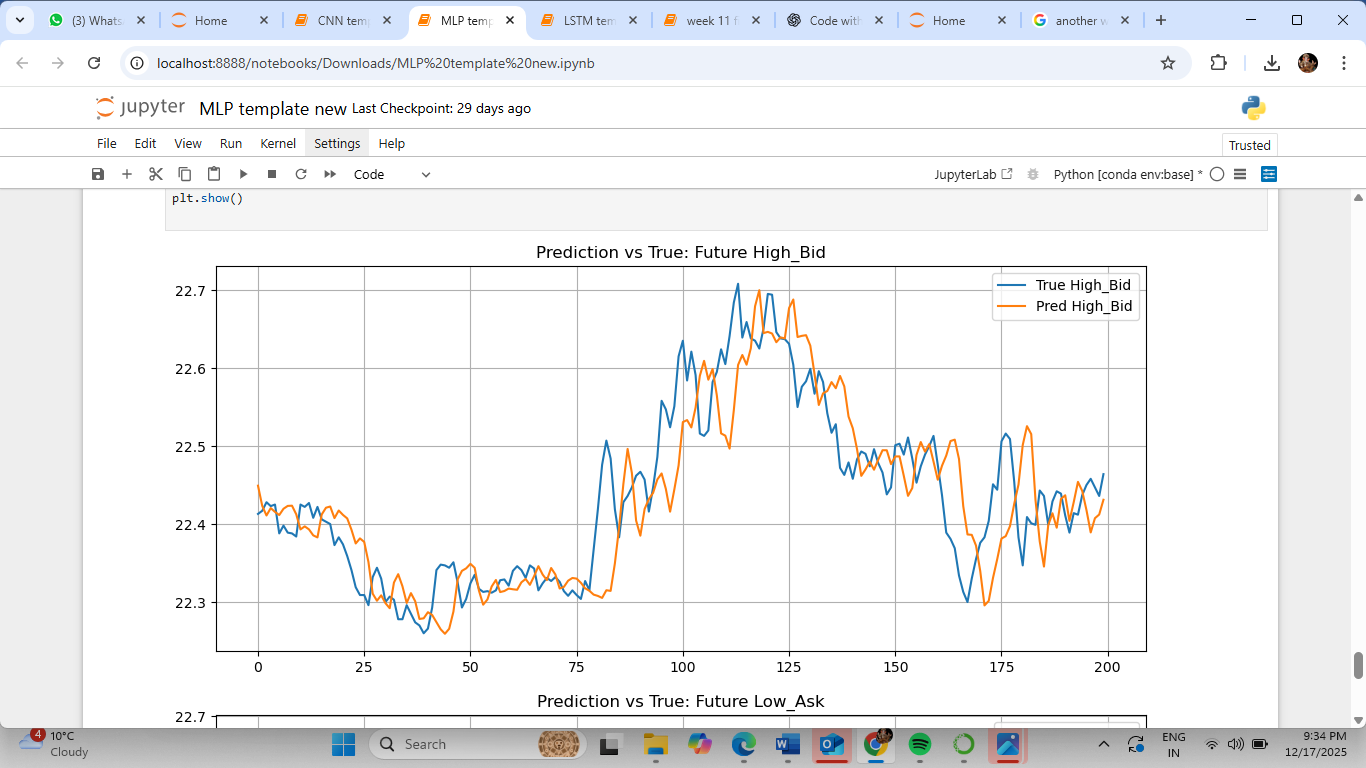 (3) Whats
Home
CNN temp
MLP temp
LSTM tem
week 11 f
Code with
Home
another w
localhost:8888/notebooks/Downloads/MLP%20template%20new.ipynb
jupyter MLP template new Last Checkpoint: 29 days ago
File Edit View Run Kernel Settings Help
Trusted
Code
JupyterLab
Python [conda env:base] *
plt.show()
Prediction vs True: Future High_Bid
True High_Bid
Pred High_Bid
22.7
22.6
22.5
22.4
22.3
0 25 50 75 100 125 150 175 200
Prediction vs True: Future Low_Ask
22.7
4
10°C
Cloudy
Search
ENG
IN
9:34 PM
12/17/2025